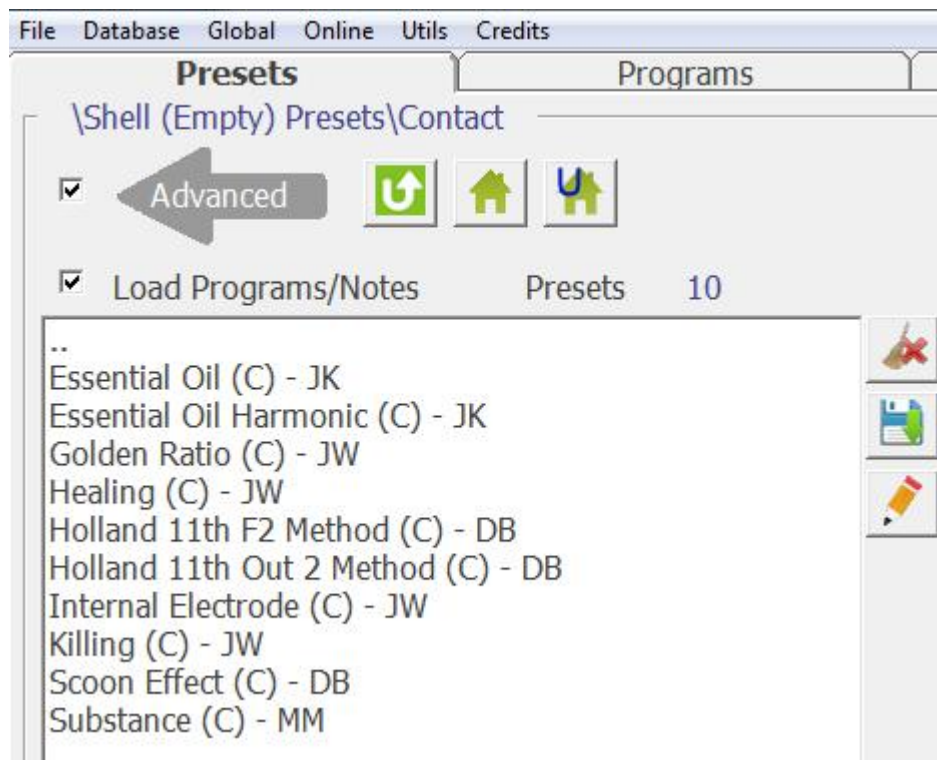 File Database Global Online Utils Credits
Presets Programs
\Shell (Empty) Presets\Contact
Advanced
Load Programs/Notes Presets 10
..
Essential Oil (C) - JK
Essential Oil Harmonic (C) - JK
Golden Ratio (C) - JW
Healing (C) - JW
Holland 11th F2 Method (C) - DB
Holland 11th Out 2 Method (C) - DB
Internal Electrode (C) - JW
Killing (C) - JW
Scoon Effect (C) - DB
Substance (C) - MM